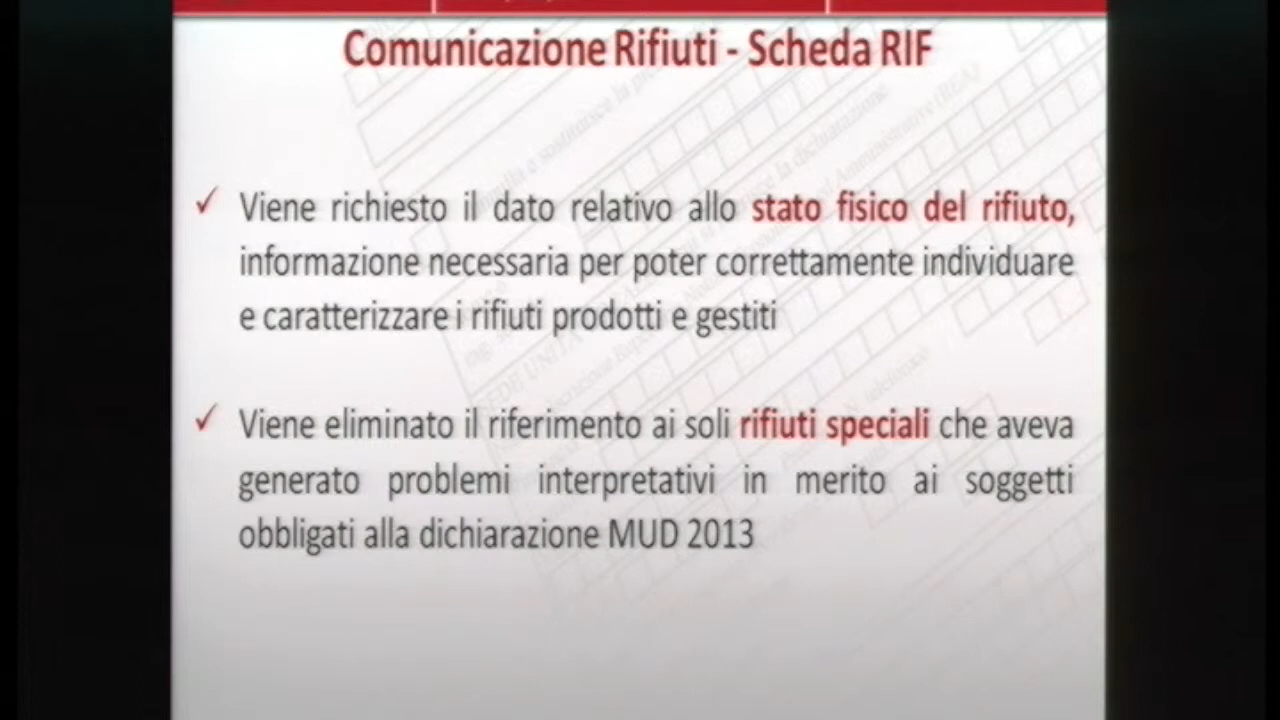 Comunicazione Rifiuti - Scheda RIF
✓ Viene richiesto il dato relativo allo stato fisico del rifiuto,
informazione necessaria per poter correttamente individuare
e caratterizzare i rifiuti prodotti e gestiti
✓ Viene eliminato il riferimento ai soli rifiuti speciali che aveva
generato problemi interpretativi in merito ai soggetti
obbligati alla dichiarazione MUD 2013